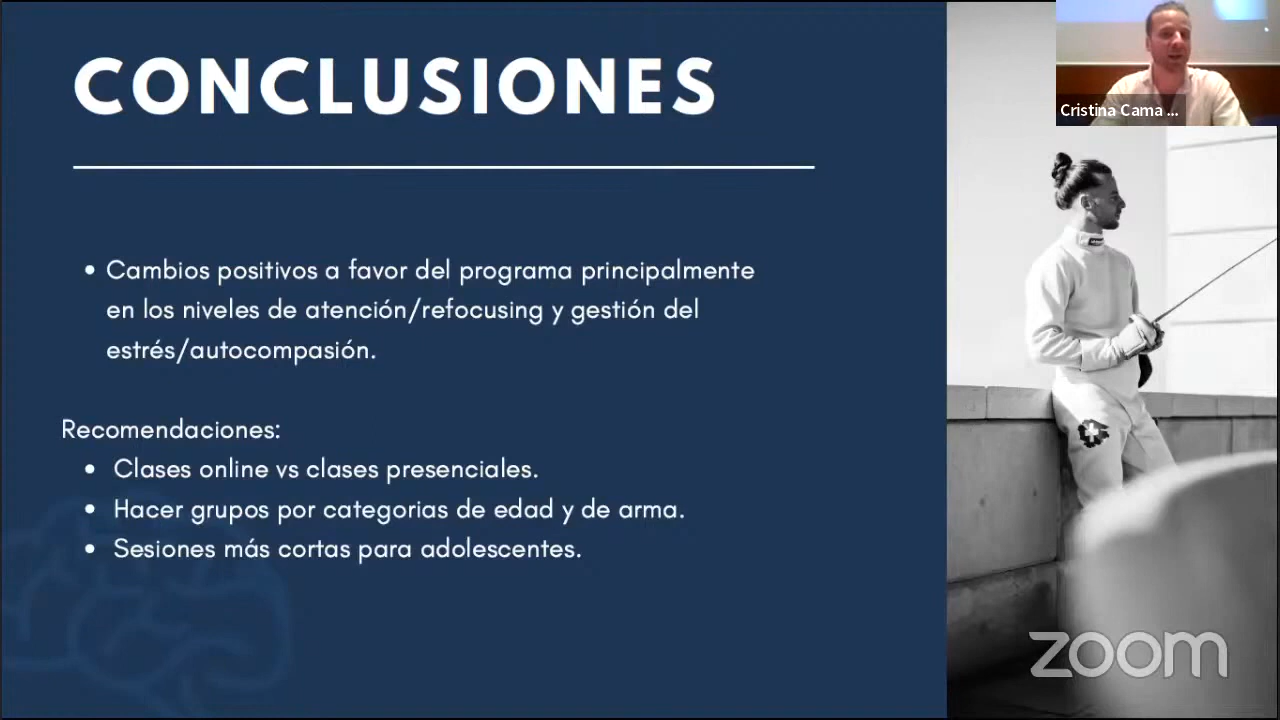 CONCLUSIONES
Cristina Cama ...
• Cambios positivos a favor del programa principalmente
en los niveles de atención/refocusing y gestión del
estrés/autocompasión.
Recomendaciones:
• Clases online vs clases presenciales.
• Hacer grupos por categorias de edad y de arma.
• Sesiones más cortas para adolescentes.
zoom